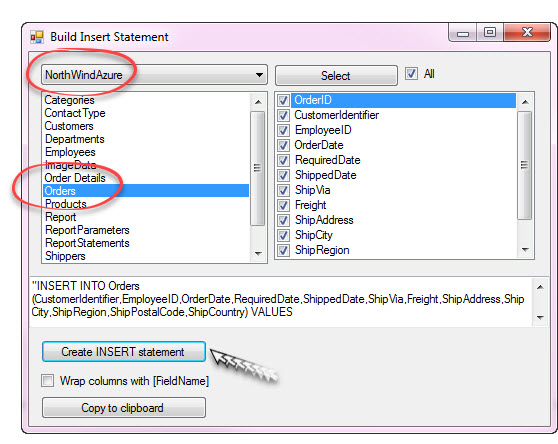 Build Insert Statement
NorthWindAzure
Select
All
Categories
ContactType
Customers
Departments
Employees
ImageData
Order Details
Orders
Products
Report
ReportParameters
ReportStatements
Shippers
OrderID
CustomerIdentifier
EmployeeID
OrderDate
RequiredDate
ShippedDate
ShipVia
Freight
ShipAddress
ShipCity
ShipRegion
"INSERT INTO Orders
(CustomerIdentifier,EmployeeID,OrderDate,RequiredDate,ShippedDate,ShipVia,Freight,ShipAddress,Ship
City,ShipRegion,ShipPostalCode,ShipCountry) VALUES
Create INSERT statement
Wrap columns with [FieldName]
Copy to clipboard